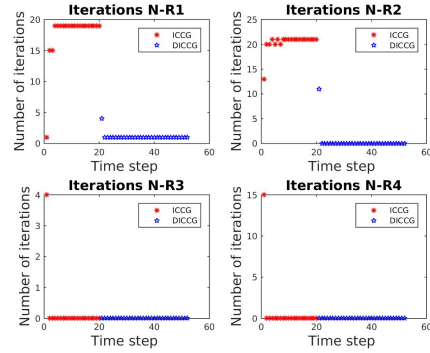 Iterations N-R1
Number of iterations
20
15
10
5
0
0 20 40 60
Time step
ICCG
DICCG
Iterations N-R2
Number of iterations
25
20
15
10
5
0
0 20 40 60
Time step
ICCG
DICCG
Iterations N-R3
Number of iterations
4
3
2
1
0
0 20 40 60
Time step
ICCG
DICCG
Iterations N-R4
Number of iterations
15
10
5
0
0 20 40 60
Time step
ICCG
DICCG